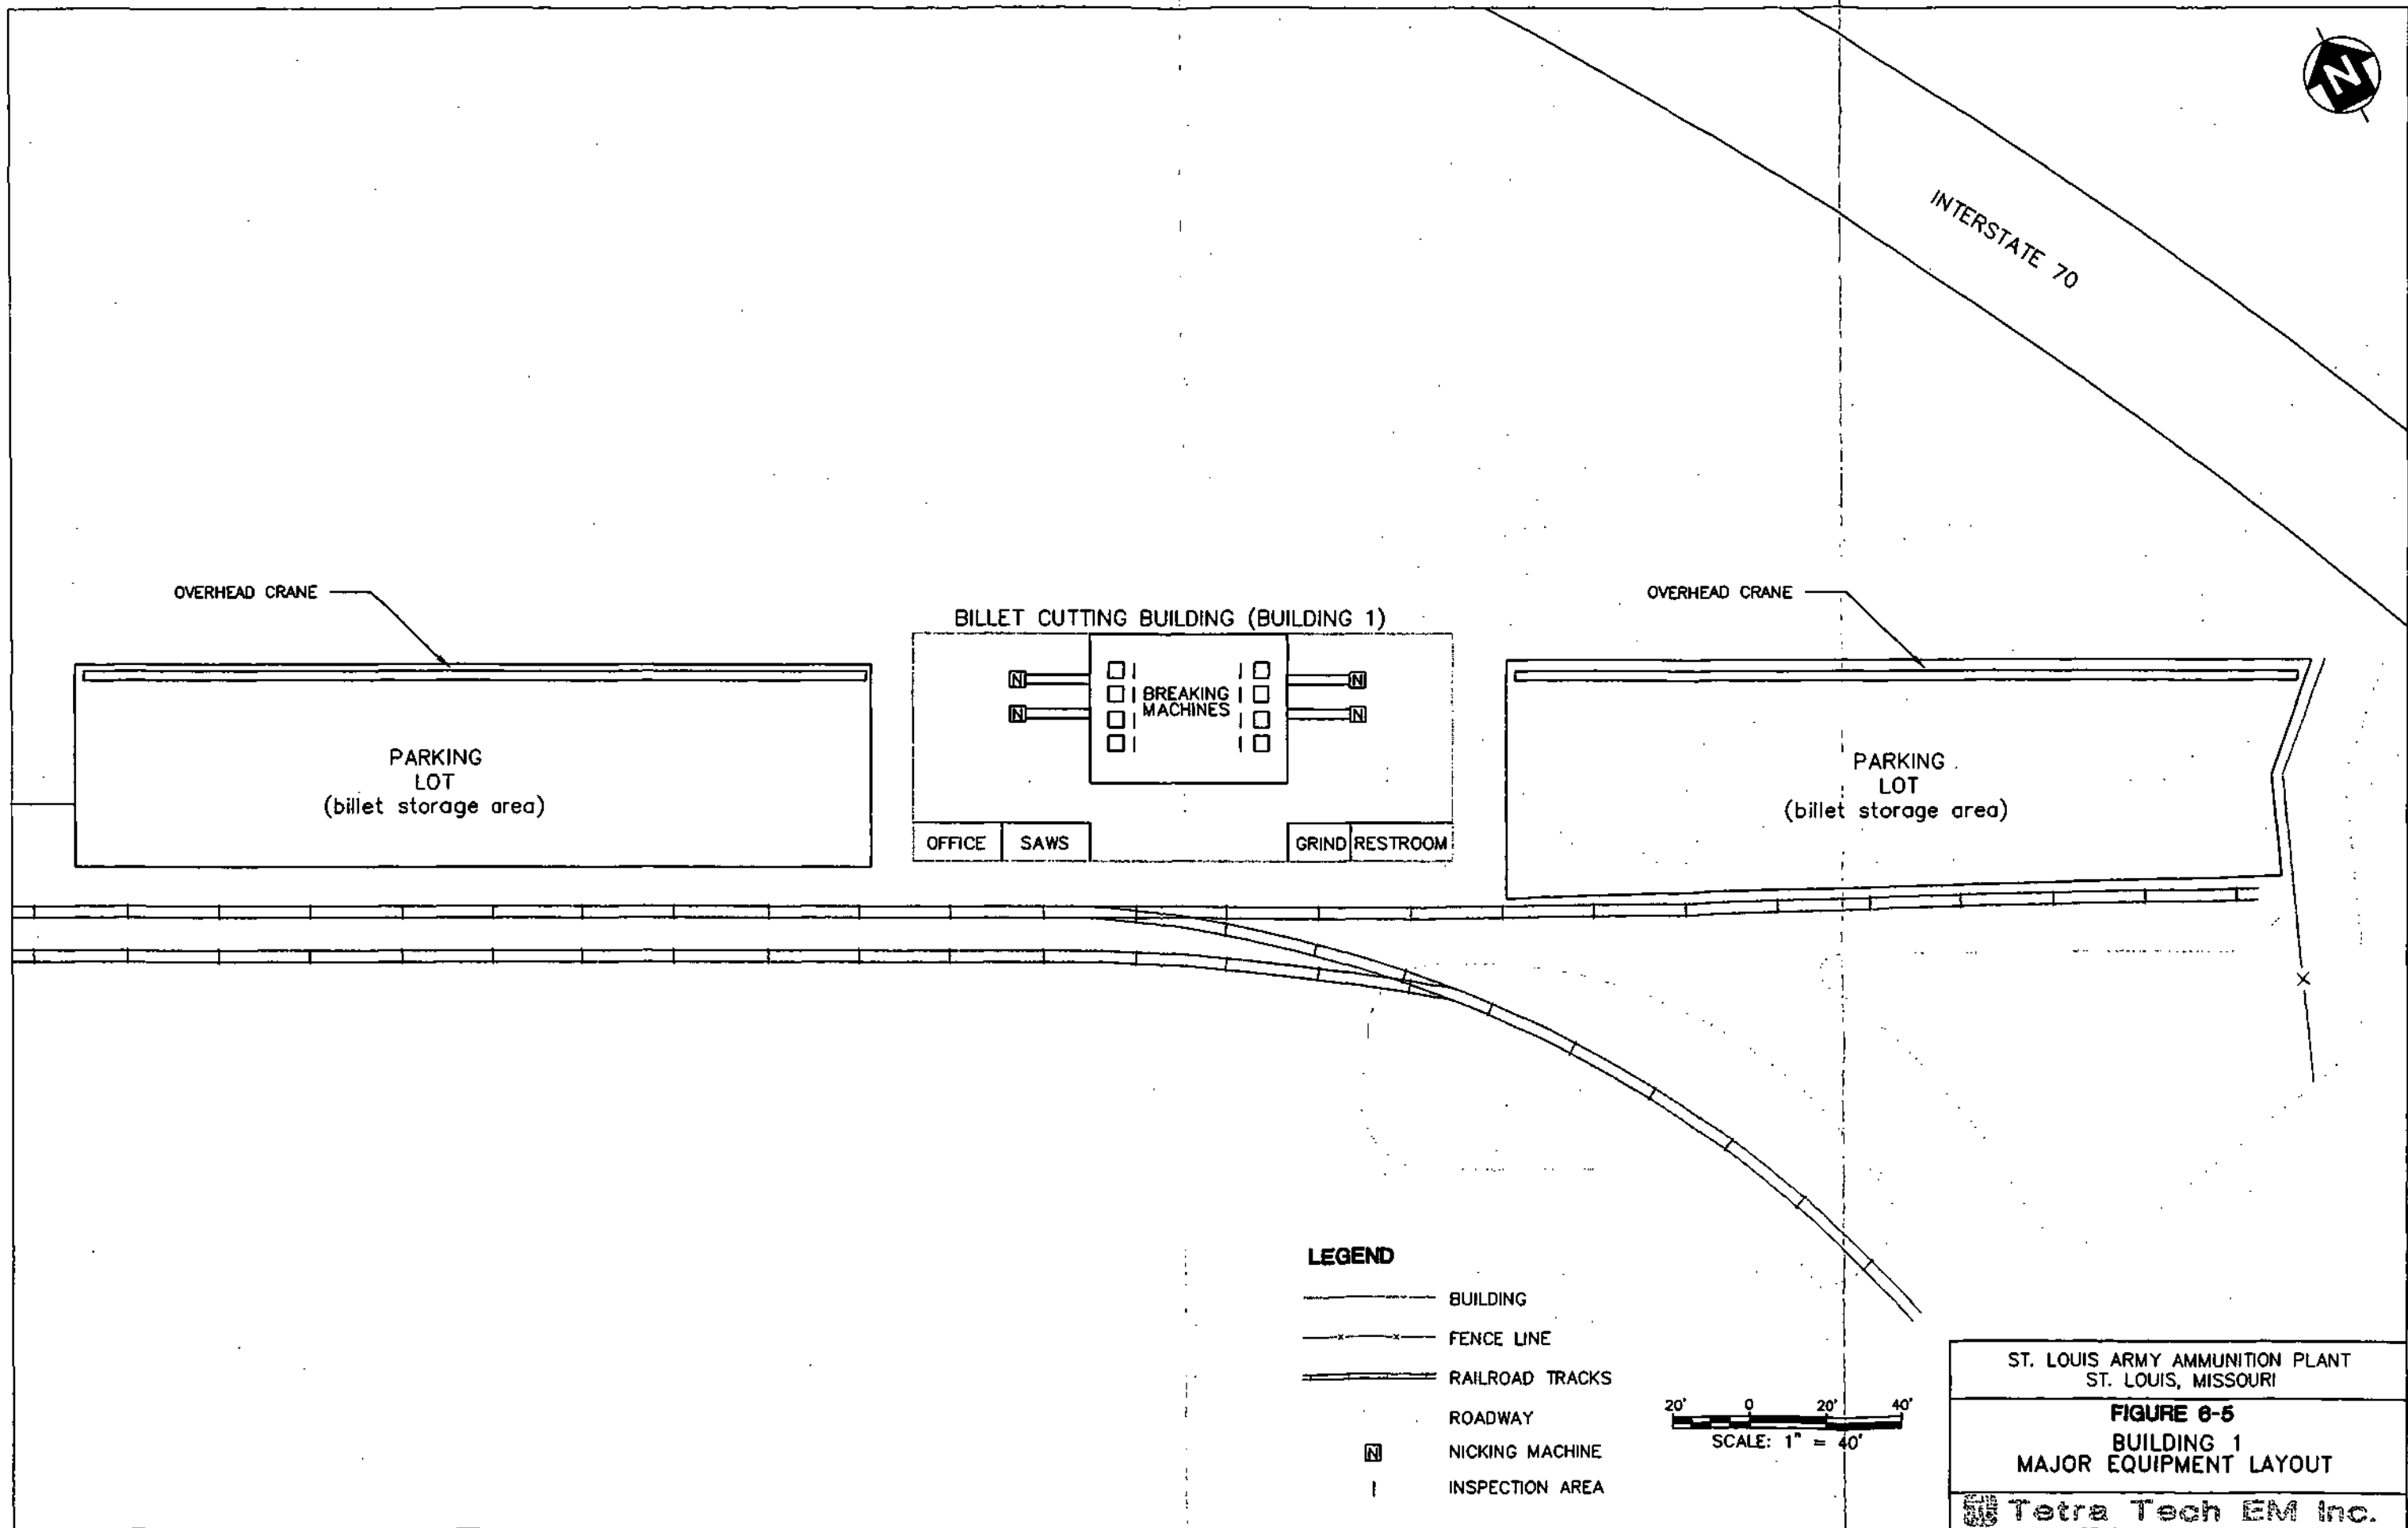 N
INTERSTATE 70
OVERHEAD CRANE
OVERHEAD CRANE
BILLET CUTTING BUILDING (BUILDING 1)
N
N
BREAKING
MACHINES
N
N
PARKING
LOT
(billet storage area)
OFFICE
SAWS
GRIND
RESTROOM
PARKING
LOT
(billet storage area)
LEGEND
BUILDING
FENCE LINE
RAILROAD TRACKS
ROADWAY
N NICKING MACHINE
INSPECTION AREA
20' 0 20' 40'
SCALE: 1" = 40'
ST. LOUIS ARMY AMMUNITION PLANT
ST. LOUIS, MISSOURI
FIGURE 6-5
BUILDING 1
MAJOR EQUIPMENT LAYOUT
Tetra Tech EM Inc.